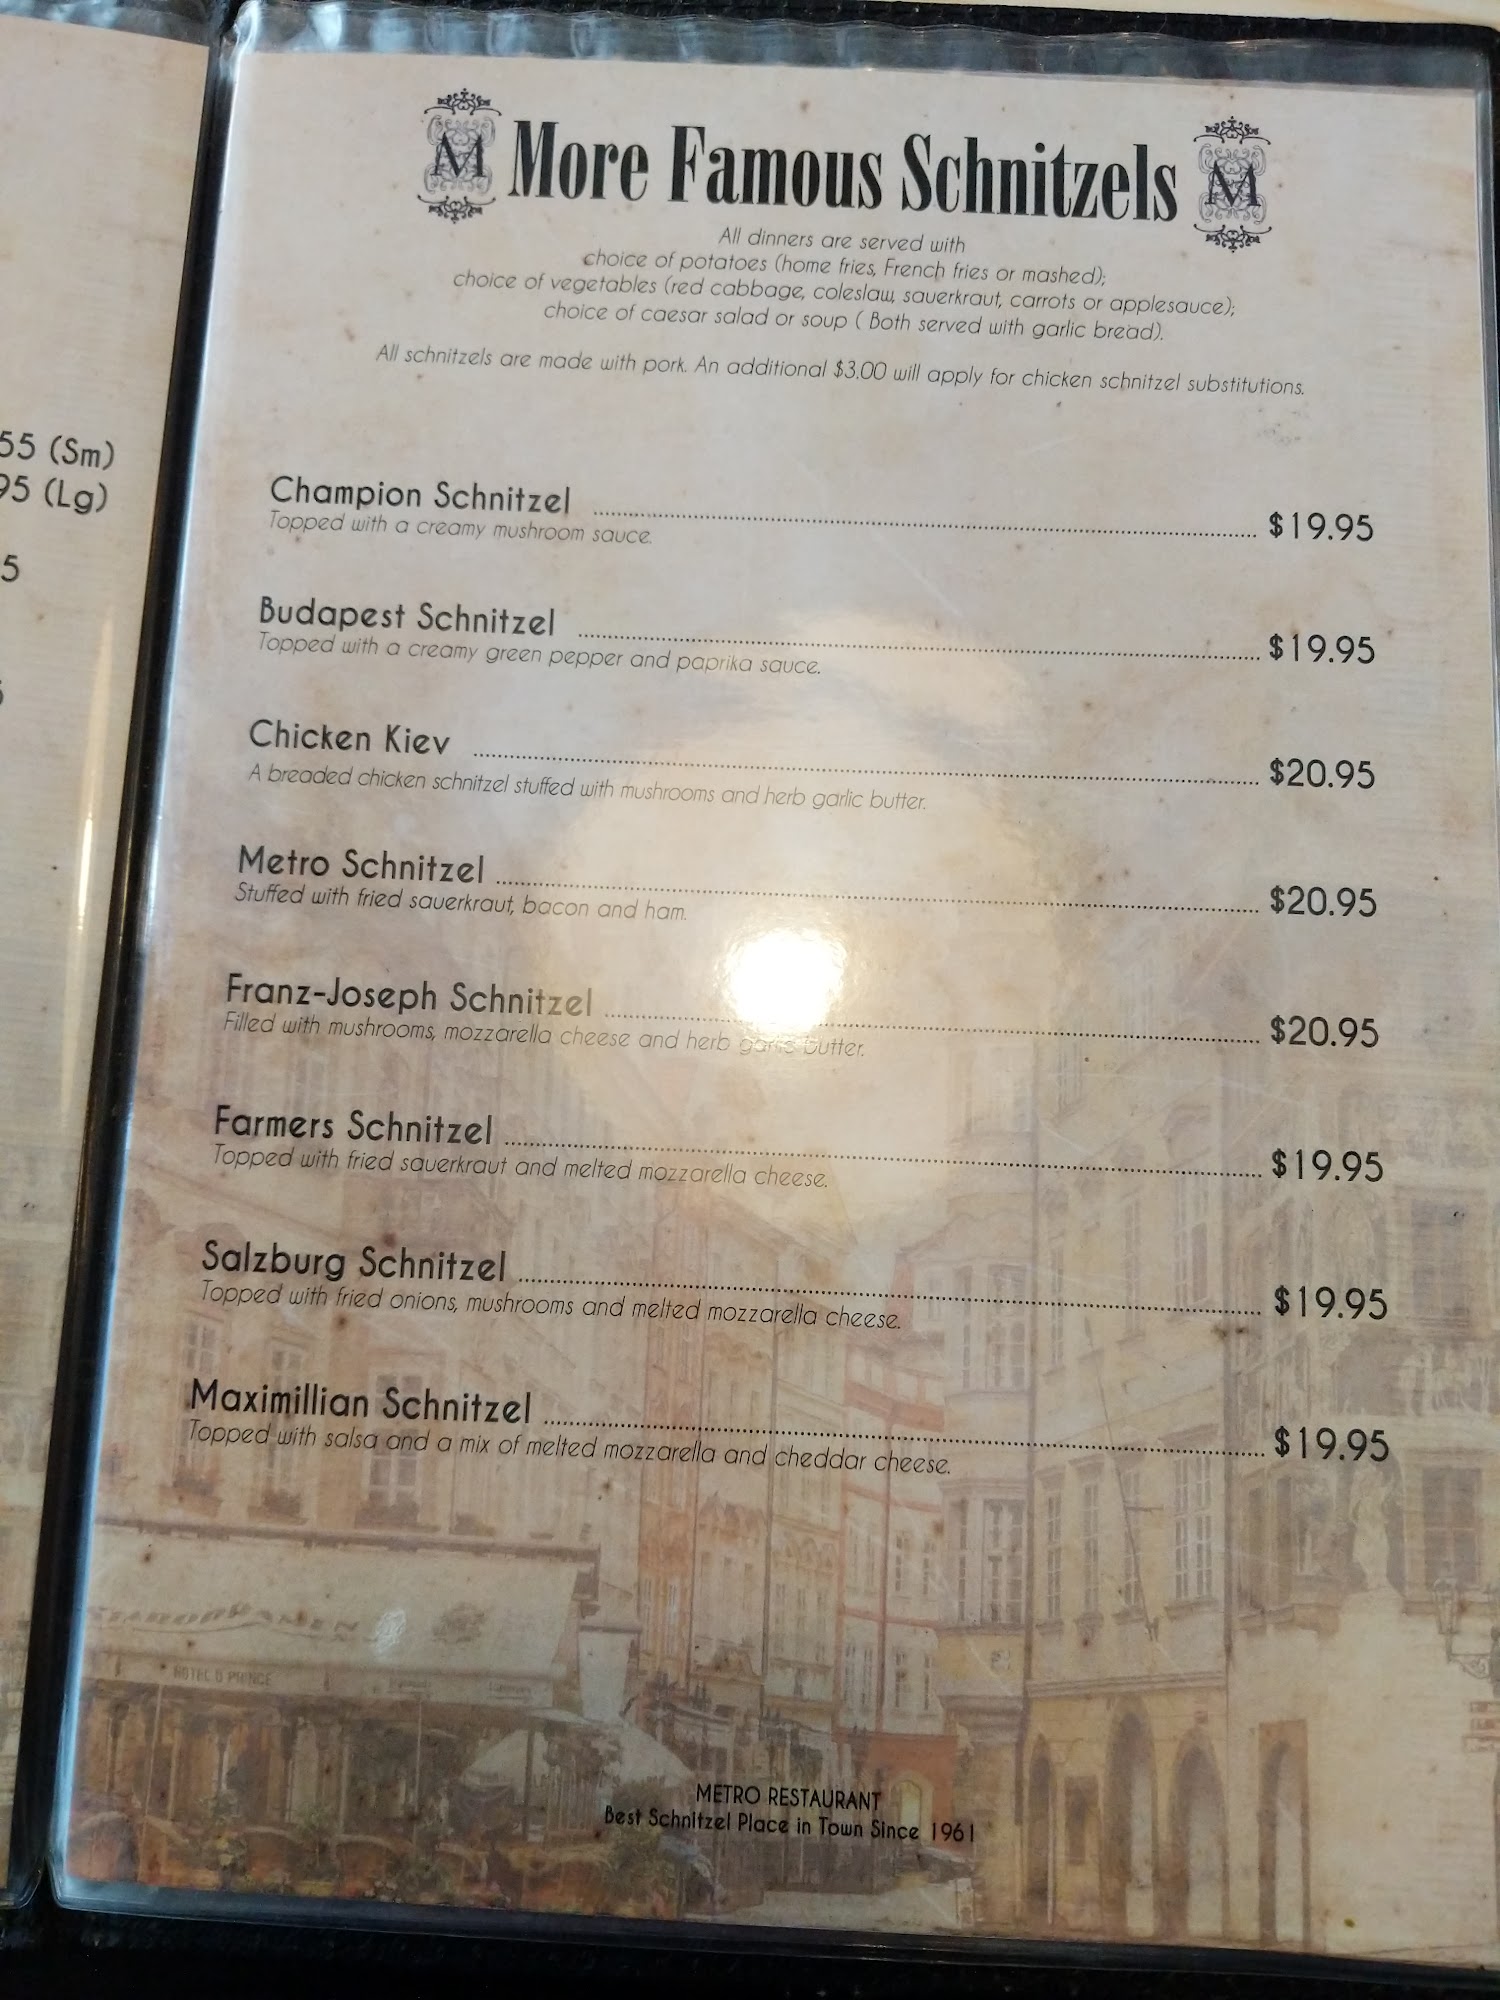 55 (Sm)
95 (Lg)
5
M More Famous Schnitzels M
All dinners are served with
choice of potatoes (home fries, French fries or mashed);
choice of vegetables (red cabbage, coleslaw, sauerkraut, carrots or applesauce);
choice of caesar salad or soup ( Both served with garlic bread).
All schnitzels are made with pork. An additional $3.00 will apply for chicken schnitzel substitutions.
Champion Schnitzel $19.95
Topped with a creamy mushroom sauce.
Budapest Schnitzel $19.95
Topped with a creamy green pepper and paprika sauce.
Chicken Kiev $20.95
A breaded chicken schnitzel stuffed with mushrooms and herb garlic butter.
Metro Schnitzel $20.95
Stuffed with fried sauerkraut, bacon and ham.
Franz-Joseph Schnitzel $20.95
Filled with mushrooms, mozzarella cheese and herb garlic butter.
Farmers Schnitzel $19.95
Topped with fried sauerkraut and melted mozzarella cheese.
Salzburg Schnitzel $19.95
Topped with fried onions, mushrooms and melted mozzarella cheese.
Maximillian Schnitzel $19.95
Topped with salsa and a mix of melted mozzarella and cheddar cheese.
HOTEL U PRINCE
METRO RESTAURANT
Best Schnitzel Place in Town Since 1961